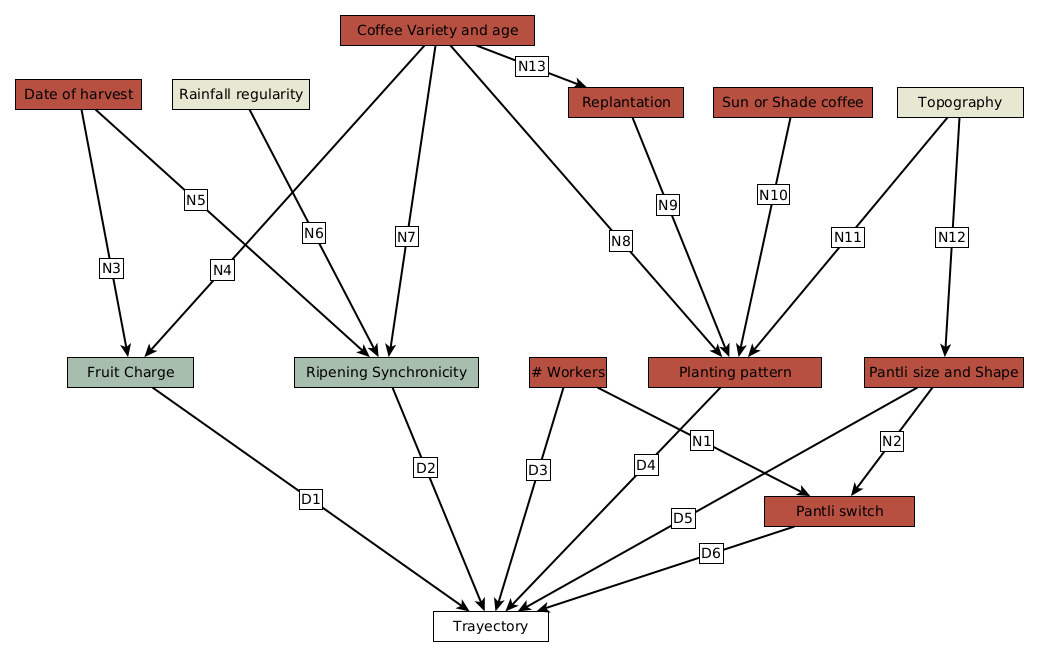 Coffee Variety and age
N13
Date of harvest
Rainfall regularity
Replantation
Sun or Shade coffee
Topography
N5
N9
N10
N3
N4
N6
N7
N8
N11
N12
Fruit Charge
Ripening Synchronicity
# Workers
Planting pattern
Pantli size and Shape
D1
D2
D3
D4
N1
N2
D5
Pantli switch
D6
Trayectory